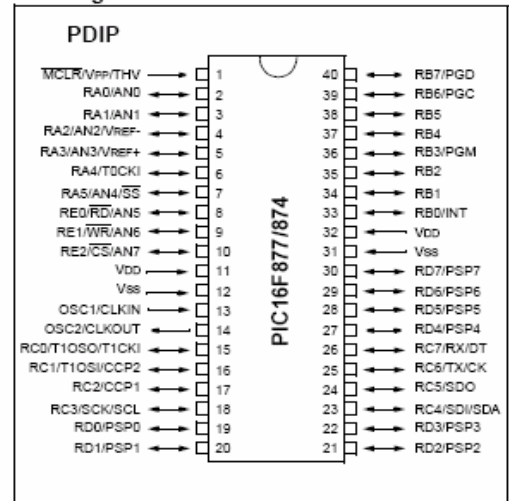 PDIP
MCLR/VPP/THV 1 40 RB7/PGD
RA0/AN0 2 39 RB6/PGC
RA1/AN1 3 38 RB5
RA2/AN2/VREF- 4 37 RB4
RA3/AN3/VREF+ 5 36 RB3/PGM
RA4/T0CKI 6 35 RB2
RA5/AN4/SS 7 34 RB1
RE0/RD/AN5 8 33 RB0/INT
RE1/WR/AN6 9 32 VDD
RE2/CS/AN7 10 31 VSS
VDD 11 30 RD7/PSP7
VSS 12 29 RD6/PSP6
OSC1/CLKIN 13 28 RD5/PSP5
OSC2/CLKOUT 14 27 RD4/PSP4
RC0/T1OSO/T1CKI 15 26 RC7/RX/DT
RC1/T1OSI/CCP2 16 25 RC6/TX/CK
RC2/CCP1 17 24 RC5/SDO
RC3/SCK/SCL 18 23 RC4/SDI/SDA
RD0/PSP0 19 22 RD3/PSP3
RD1/PSP1 20 21 RD2/PSP2
PIC16F877/874